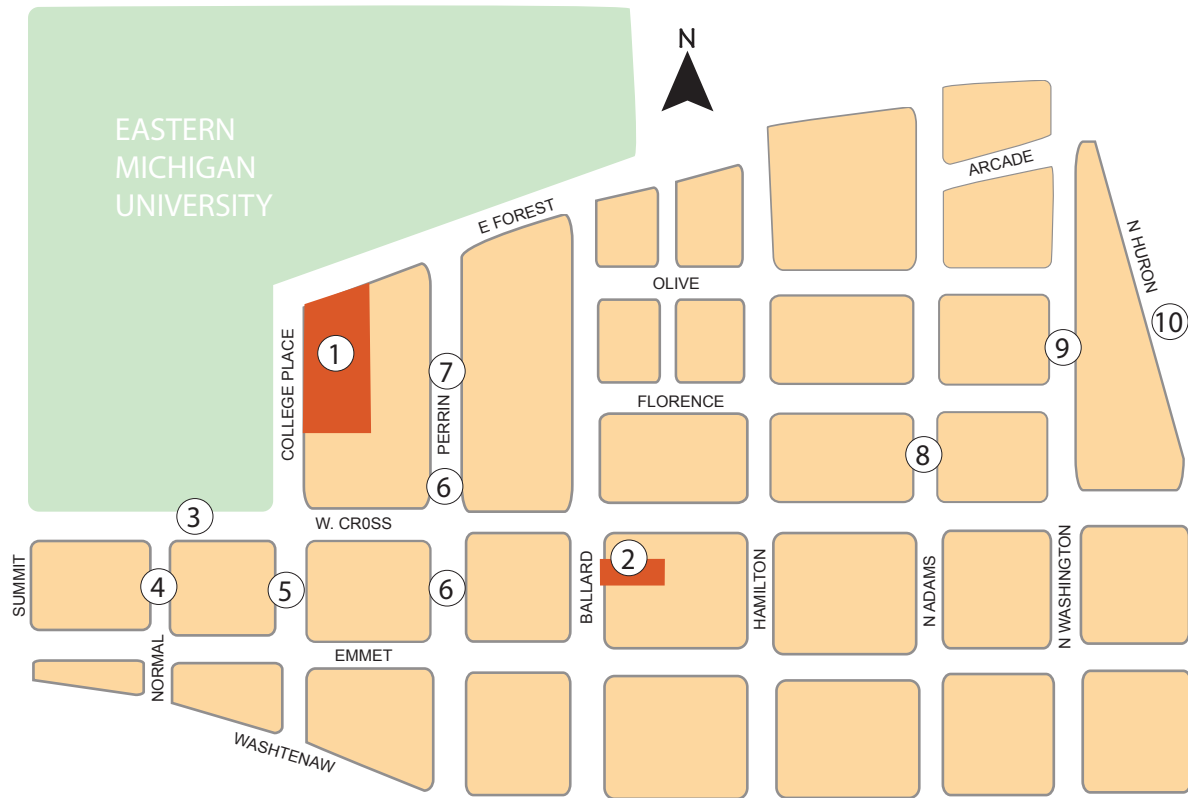 N
EASTERN
MICHIGAN
UNIVERSITY
ARCADE
E FOREST
N HURON
OLIVE
10
1
COLLEGE PLACE
7
9
PERRIN
FLORENCE
8
6
3
W. CR0SS
SUMMIT
4
5
6
2
BALLARD
HAMILTON
N ADAMS
N WASHINGTON
NORMAL
EMMET
WASHTENAW